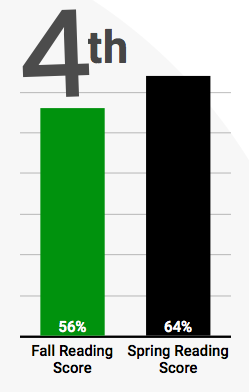 4th
56%
64%
Fall Reading
Score
Spring Reading
Score